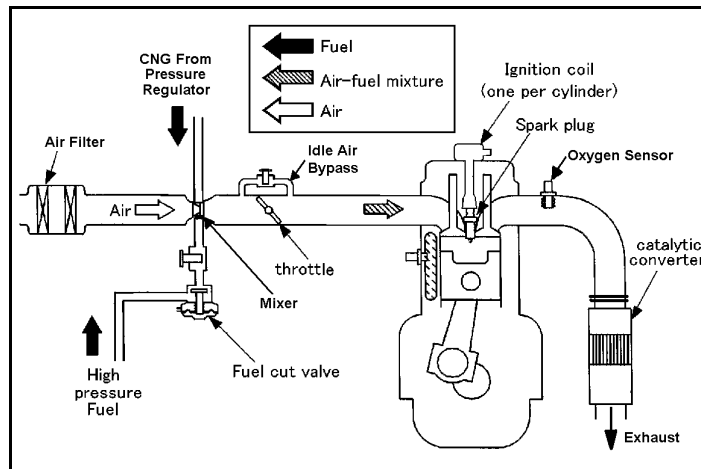 CNG From
Pressure
Regulator
Fuel
Air-fuel mixture
Air
Ignition coil
(one per cylinder)
Spark plug
Air Filter
Idle Air
Bypass
Oxygen Sensor
Air
throttle
catalytic
converter
Mixer
Fuel cut valve
High
pressure
Fuel
Exhaust